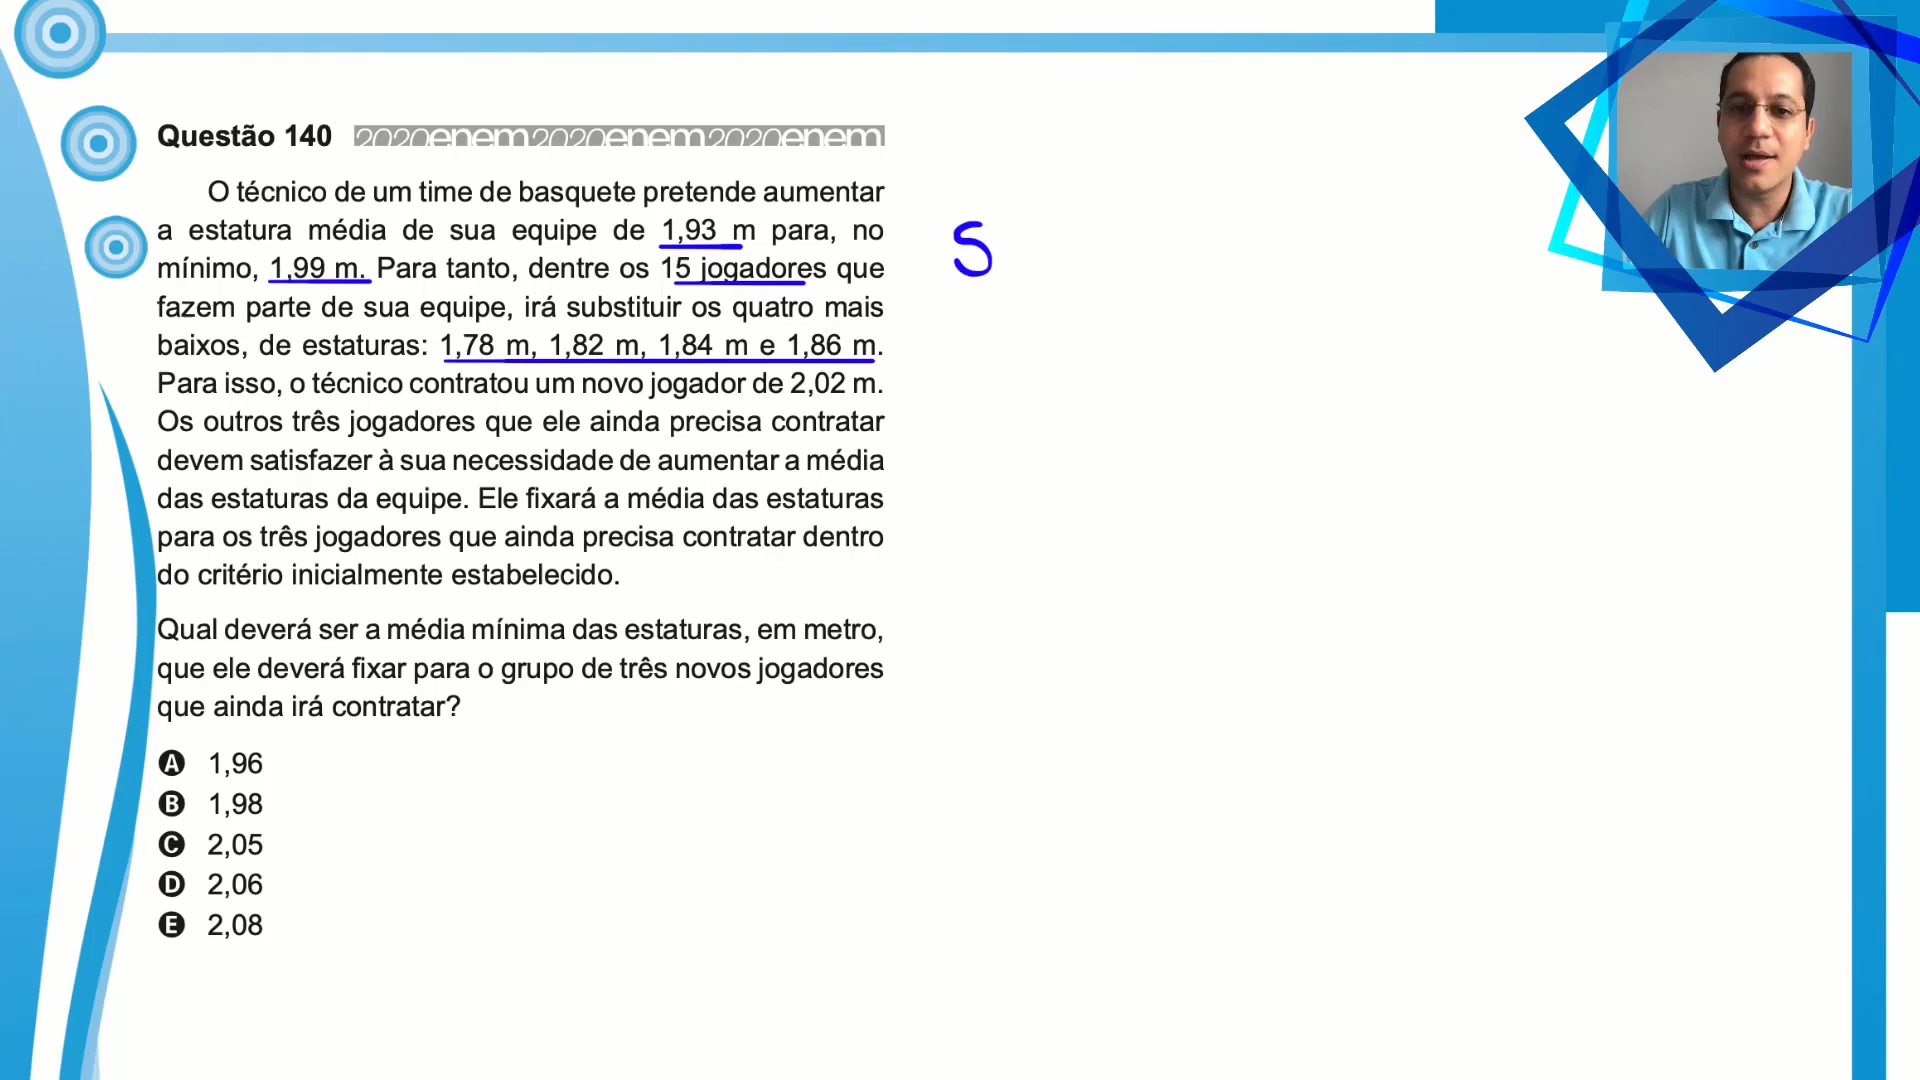 Questão 140 2020enem2020enem2020enem
O técnico de um time de basquete pretende aumentar
a estatura média de sua equipe de 1,93 m para, no
mínimo, 1,99 m. Para tanto, dentre os 15 jogadores que
fazem parte de sua equipe, irá substituir os quatro mais
baixos, de estaturas: 1,78 m, 1,82 m, 1,84 m e 1,86 m.
Para isso, o técnico contratou um novo jogador de 2,02 m.
Os outros três jogadores que ele ainda precisa contratar
devem satisfazer à sua necessidade de aumentar a média
das estaturas da equipe. Ele fixará a média das estaturas
para os três jogadores que ainda precisa contratar dentro
do critério inicialmente estabelecido.
Qual deverá ser a média mínima das estaturas, em metro,
que ele deverá fixar para o grupo de três novos jogadores
que ainda irá contratar?
A 1,96
B 1,98
C 2,05
D 2,06
E 2,08
S